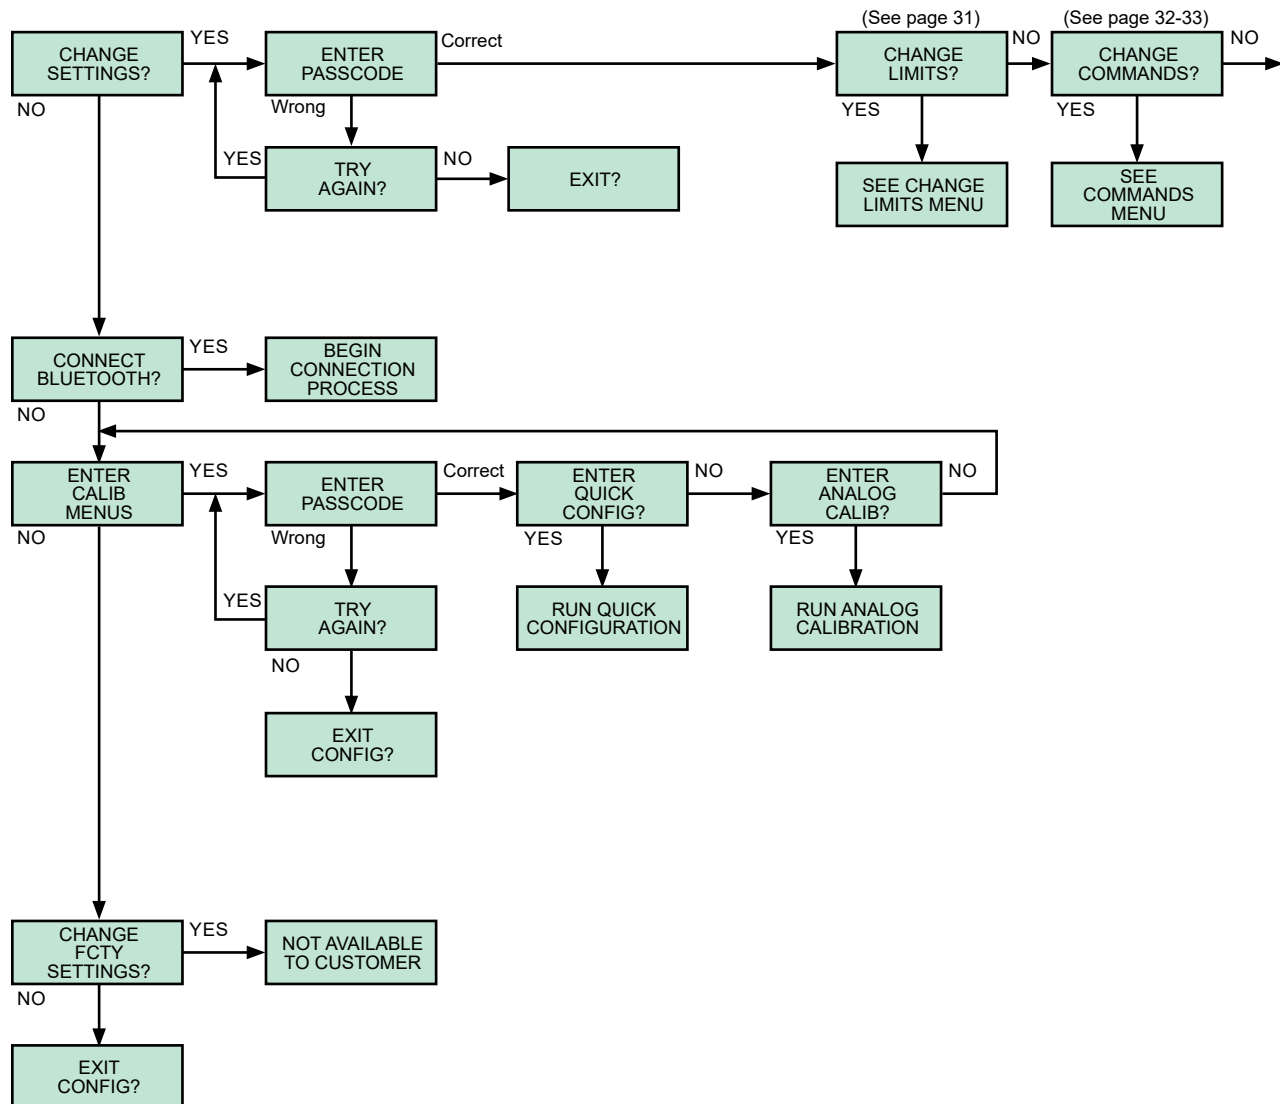 (See page 31)
(See page 32-33)
CHANGE
SETTINGS?
YES
ENTER
PASSCODE
Correct
CHANGE
LIMITS?
NO
CHANGE
COMMANDS?
NO
NO
Wrong
YES
YES
YES
TRY
AGAIN?
NO
EXIT?
SEE CHANGE
LIMITS MENU
SEE
COMMANDS
MENU
CONNECT
BLUETOOTH?
YES
BEGIN
CONNECTION
PROCESS
NO
ENTER
CALIB
MENUS
YES
ENTER
PASSCODE
Correct
ENTER
QUICK
CONFIG?
NO
ENTER
ANALOG
CALIB?
NO
NO
Wrong
YES
YES
YES
TRY
AGAIN?
RUN QUICK
CONFIGURATION
RUN ANALOG
CALIBRATION
NO
EXIT
CONFIG?
CHANGE
FCTY
SETTINGS?
YES
NOT AVAILABLE
TO CUSTOMER
NO
EXIT
CONFIG?